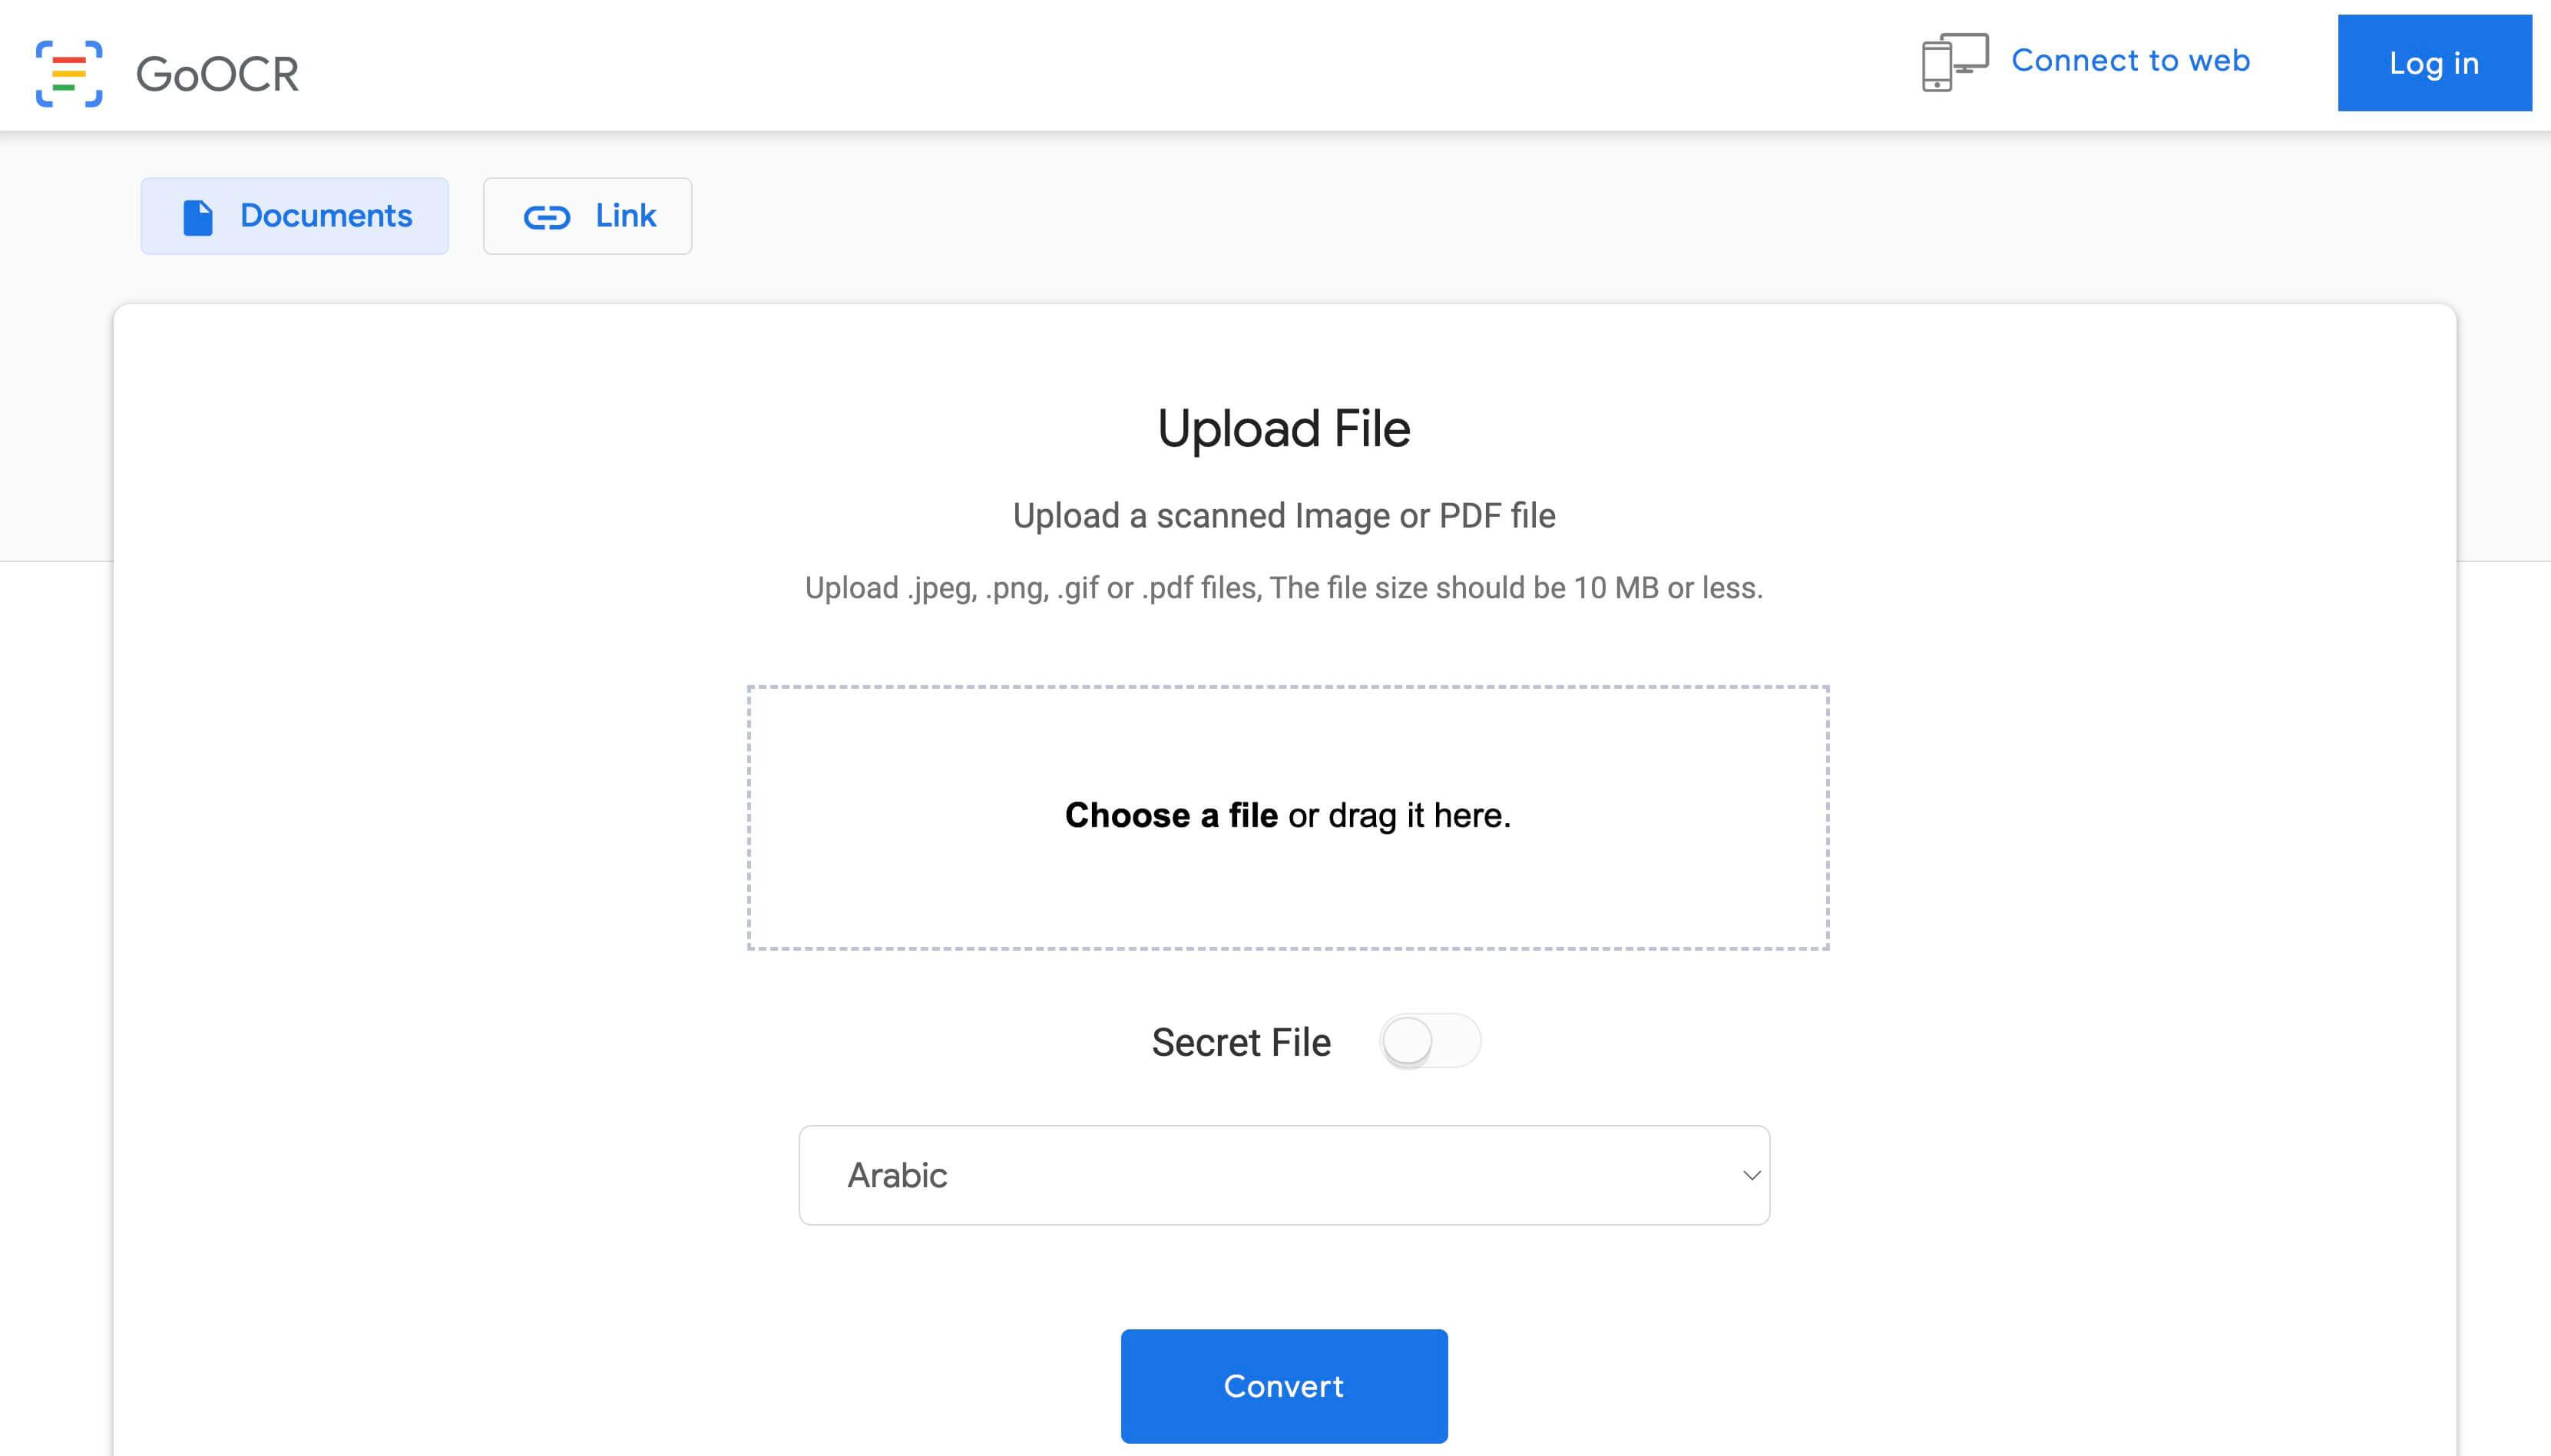 GoOCR
Connect to web
Log in
Documents
Link
Upload File
Upload a scanned Image or PDF file
Upload .jpeg, .png, .gif or .pdf files, The file size should be 10 MB or less.
Choose a file or drag it here.
Secret File
Arabic
Convert